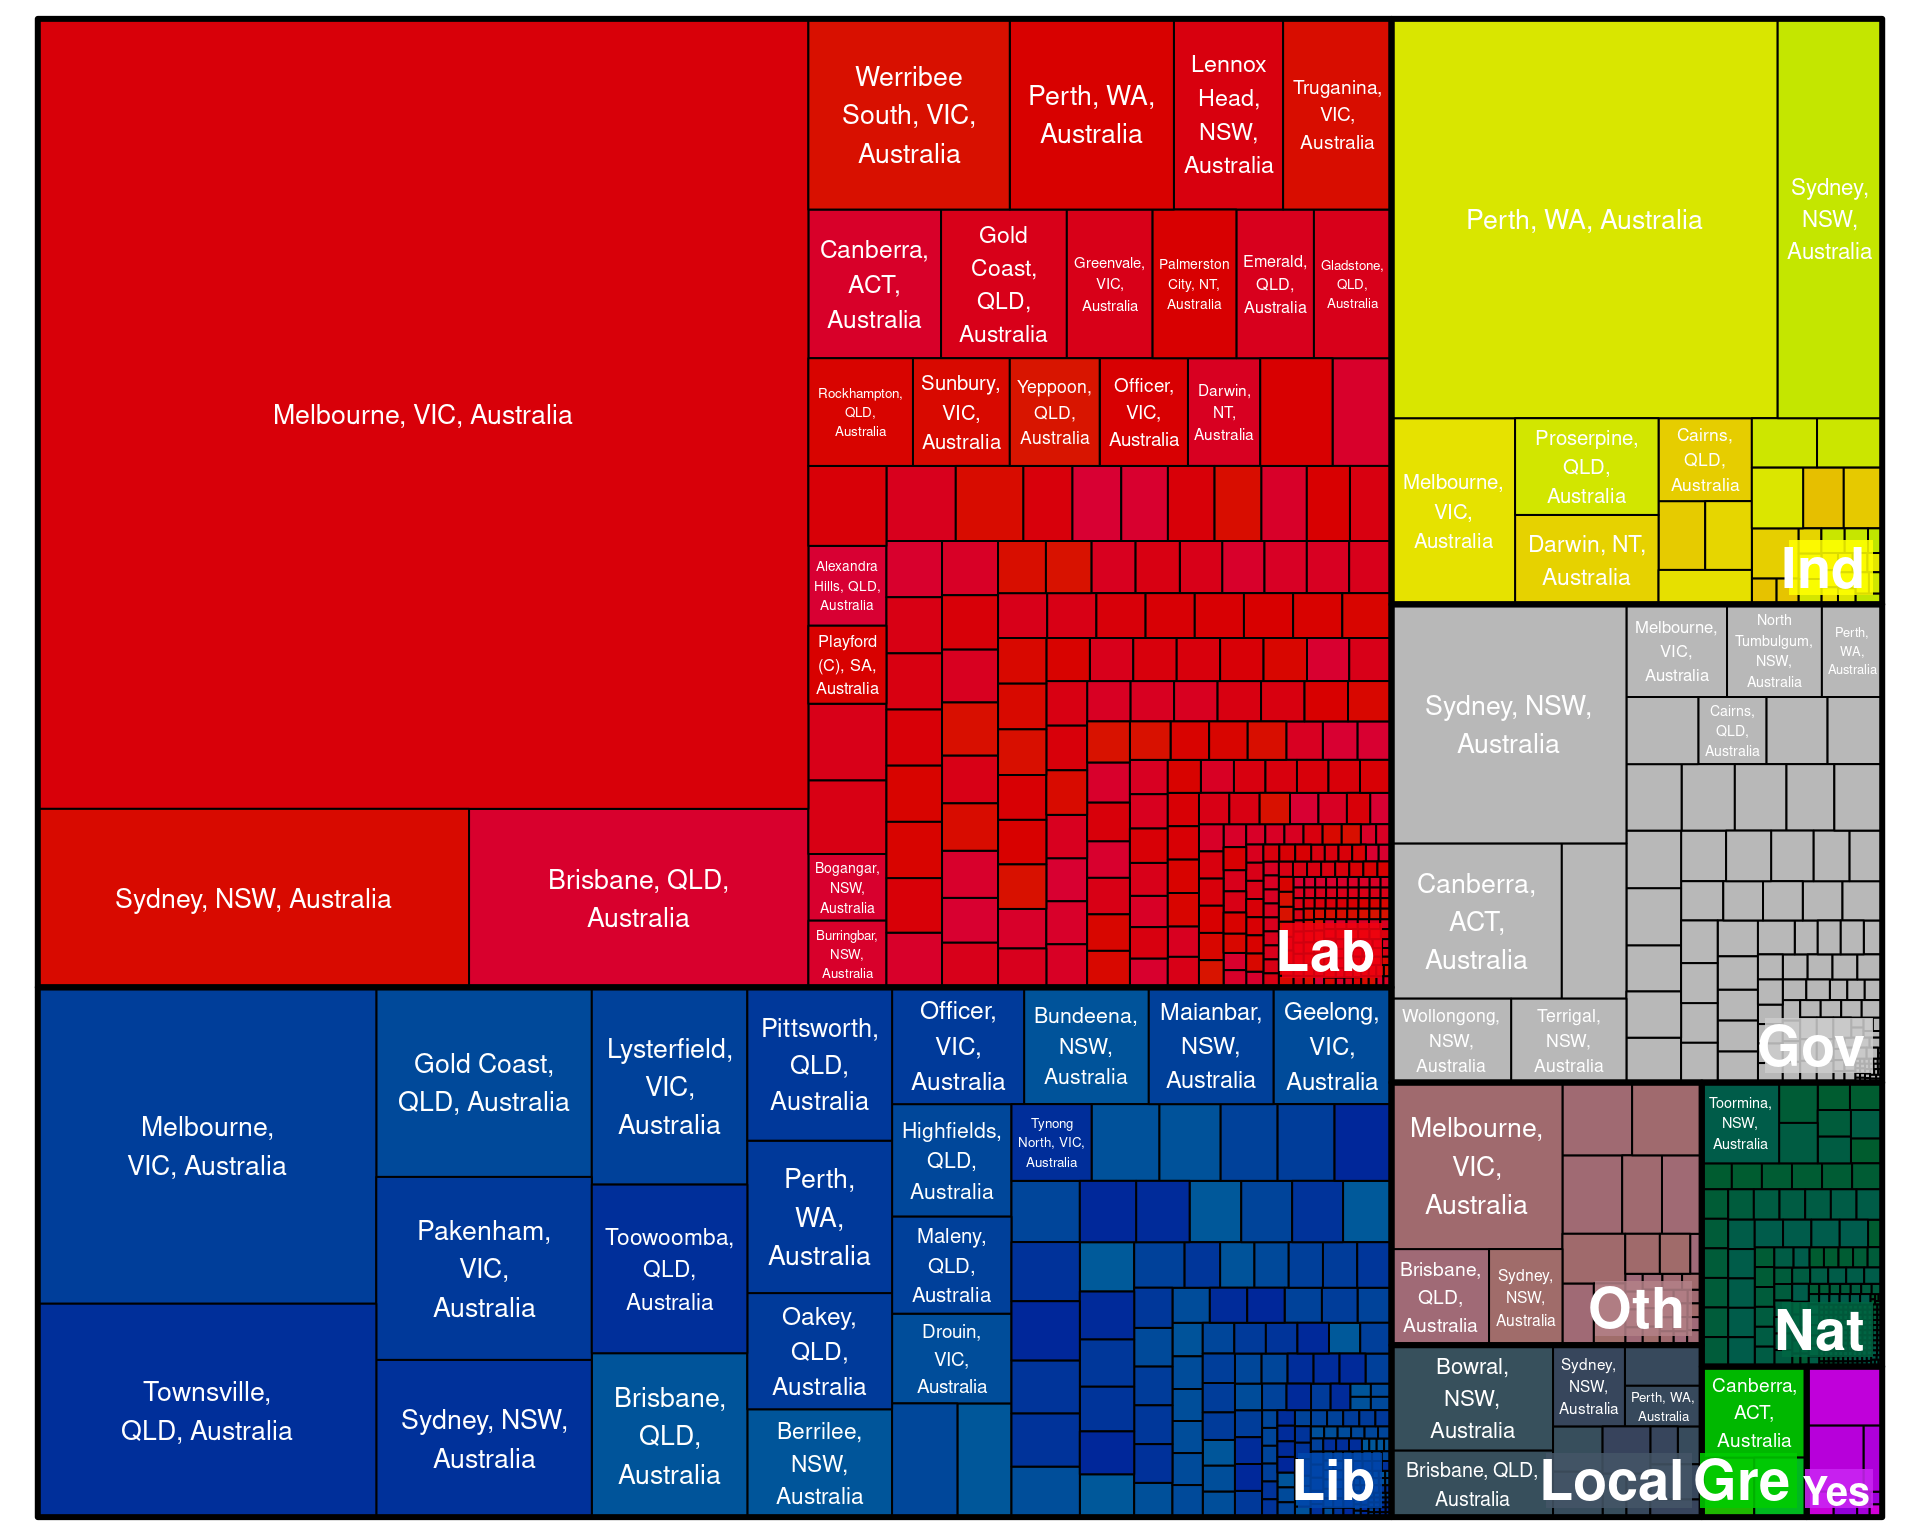 Melbourne, VIC, Australia
Sydney, NSW, Australia
Brisbane, QLD,
Australia
Werribee
South, VIC,
Australia
Perth, WA,
Australia
Lennox
Head,
NSW,
Australia
Truganina,
VIC,
Australia
Canberra,
ACT,
Australia
Gold
Coast,
QLD,
Australia
Greenvale,
VIC,
Australia
Palmerston
City, NT,
Australia
Emerald,
QLD,
Australia
Gladstone,
QLD,
Australia
Rockhampton,
QLD,
Australia
Sunbury,
VIC,
Australia
Yeppoon,
QLD,
Australia
Officer,
VIC,
Australia
Darwin,
NT,
Australia
Alexandra
Hills, QLD,
Australia
Playford
(C), SA,
Australia
Bogangar,
NSW,
Australia
Burringbar,
NSW,
Australia
Lab
Perth, WA, Australia
Sydney,
NSW,
Australia
Melbourne,
VIC,
Australia
Proserpine,
QLD,
Australia
Darwin, NT,
Australia
Cairns,
QLD,
Australia
Ind
Sydney, NSW,
Australia
Melbourne,
VIC,
Australia
North
Tumbulgum,
NSW,
Australia
Perth,
WA,
Australia
Cairns,
QLD,
Australia
Canberra,
ACT,
Australia
Wollongong,
NSW,
Australia
Terrigal,
NSW,
Australia
Gov
Melbourne,
VIC, Australia
Townsville,
QLD, Australia
Gold Coast,
QLD, Australia
Pakenham,
VIC,
Australia
Sydney, NSW,
Australia
Lysterfield,
VIC,
Australia
Toowoomba,
QLD,
Australia
Brisbane,
QLD,
Australia
Pittsworth,
QLD,
Australia
Perth,
WA,
Australia
Oakey,
QLD,
Australia
Berrilee,
NSW,
Australia
Officer,
VIC,
Australia
Bundeena,
NSW,
Australia
Maianbar,
NSW,
Australia
Geelong,
VIC,
Australia
Highfields,
QLD,
Australia
Tynong
North, VIC,
Australia
Maleny,
QLD,
Australia
Drouin,
VIC,
Australia
Lib
Melbourne,
VIC,
Australia
Brisbane,
QLD,
Australia
Sydney,
NSW,
Australia
Oth
Toormina,
NSW,
Australia
Nat
Bowral,
NSW,
Australia
Sydney,
NSW,
Australia
Perth, WA,
Australia
Brisbane, QLD,
Australia
Local
Canberra,
ACT,
Australia
Gre
Yes